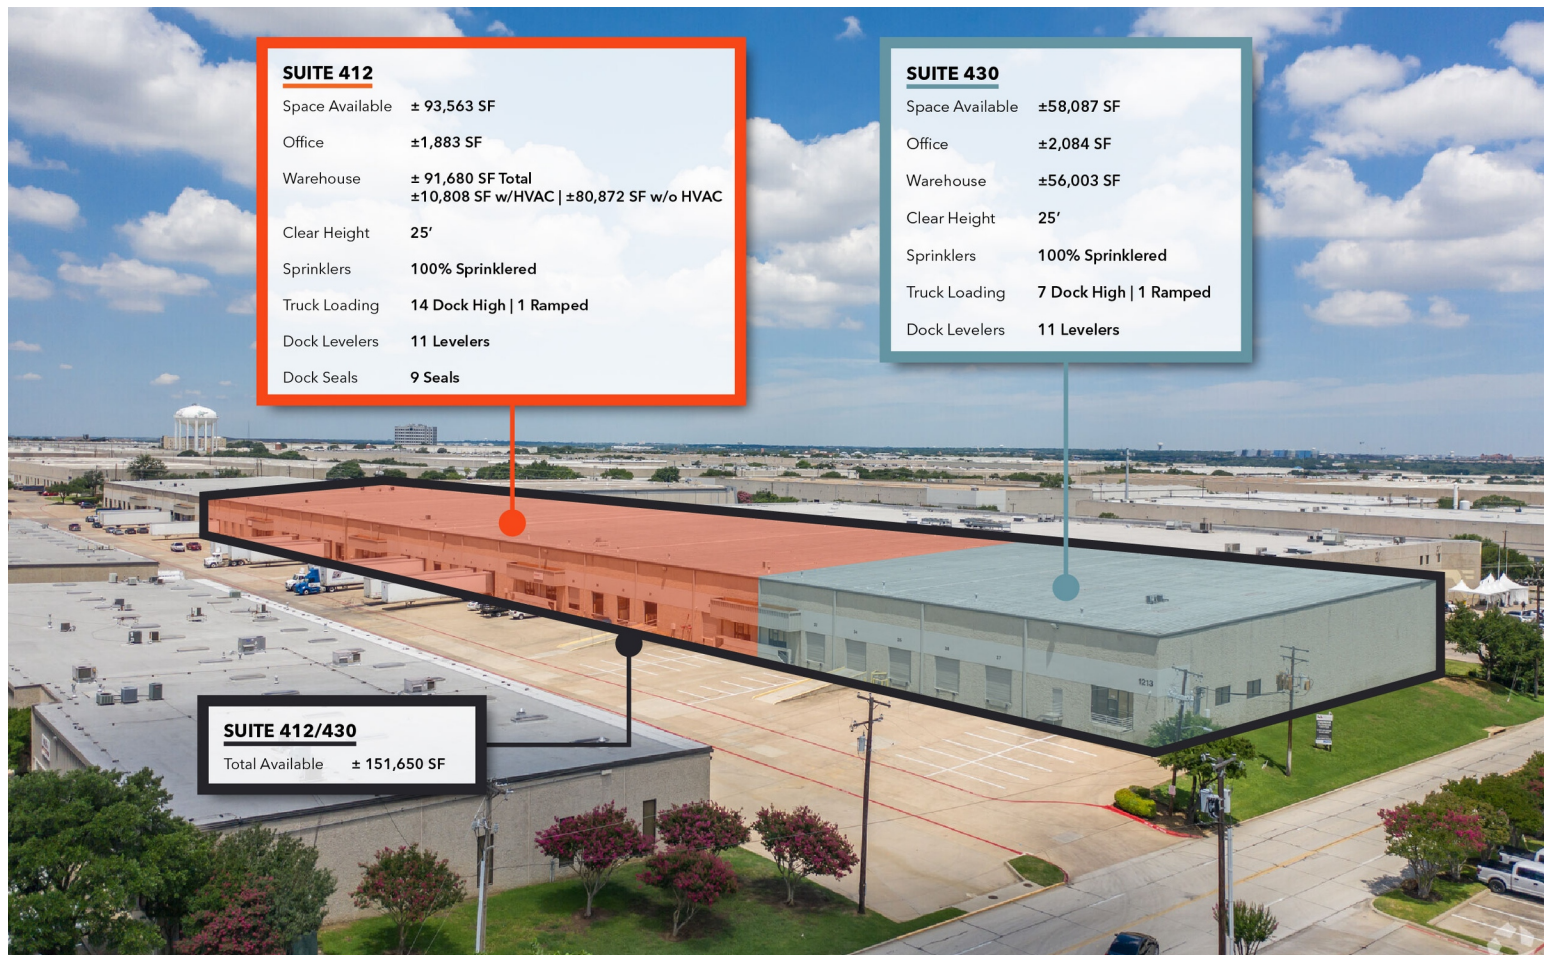 SUITE 412
Space Available ± 93,563 SF
Office ±1,883 SF
Warehouse ± 91,680 SF Total
±10,808 SF w/HVAC | ±80,872 SF w/o HVAC
Clear Height 25’
Sprinklers 100% Sprinklered
Truck Loading 14 Dock High | 1 Ramped
Dock Levelers 11 Levelers
Dock Seals 9 Seals
SUITE 430
Space Available ±58,087 SF
Office ±2,084 SF
Warehouse ±56,003 SF
Clear Height 25’
Sprinklers 100% Sprinklered
Truck Loading 7 Dock High | 1 Ramped
Dock Levelers 11 Levelers
1213
SUITE 412/430
Total Available ± 151,650 SF